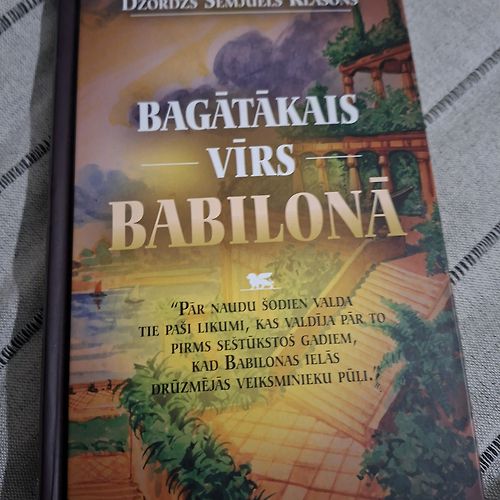 DŽORDŽS SEMJUELS KLASONS
BAGĀTĀKAIS
VĪRS
BABILONĀ
"PĀR NAUDU ŠODIEN VALDA
TIE PAŠI LIKUMI, KAS VALDĪJA PĀR TO
PIRMS SEŠTŪKSTOŠ GADIEM,
KAD BABILONAS IELĀS
DRŪZMĒJĀS VEIKSMINIEKU PŪLI."